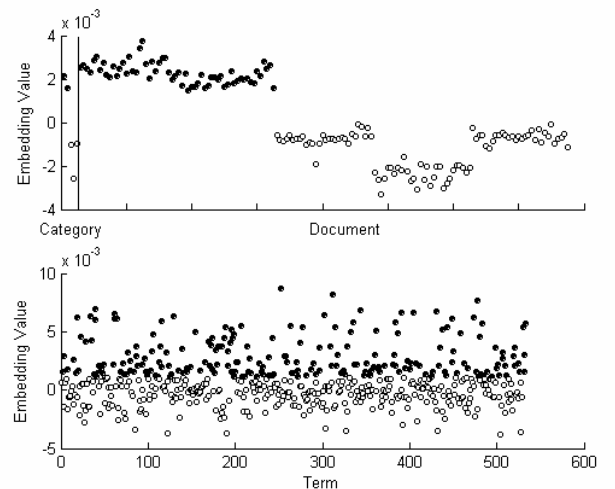 x 10⁻³
4
2
0
-2
-4
Embedding Value
Category Document
x 10⁻³
10
5
0
-5
Embedding Value
0 100 200 300 400 500 600
Term